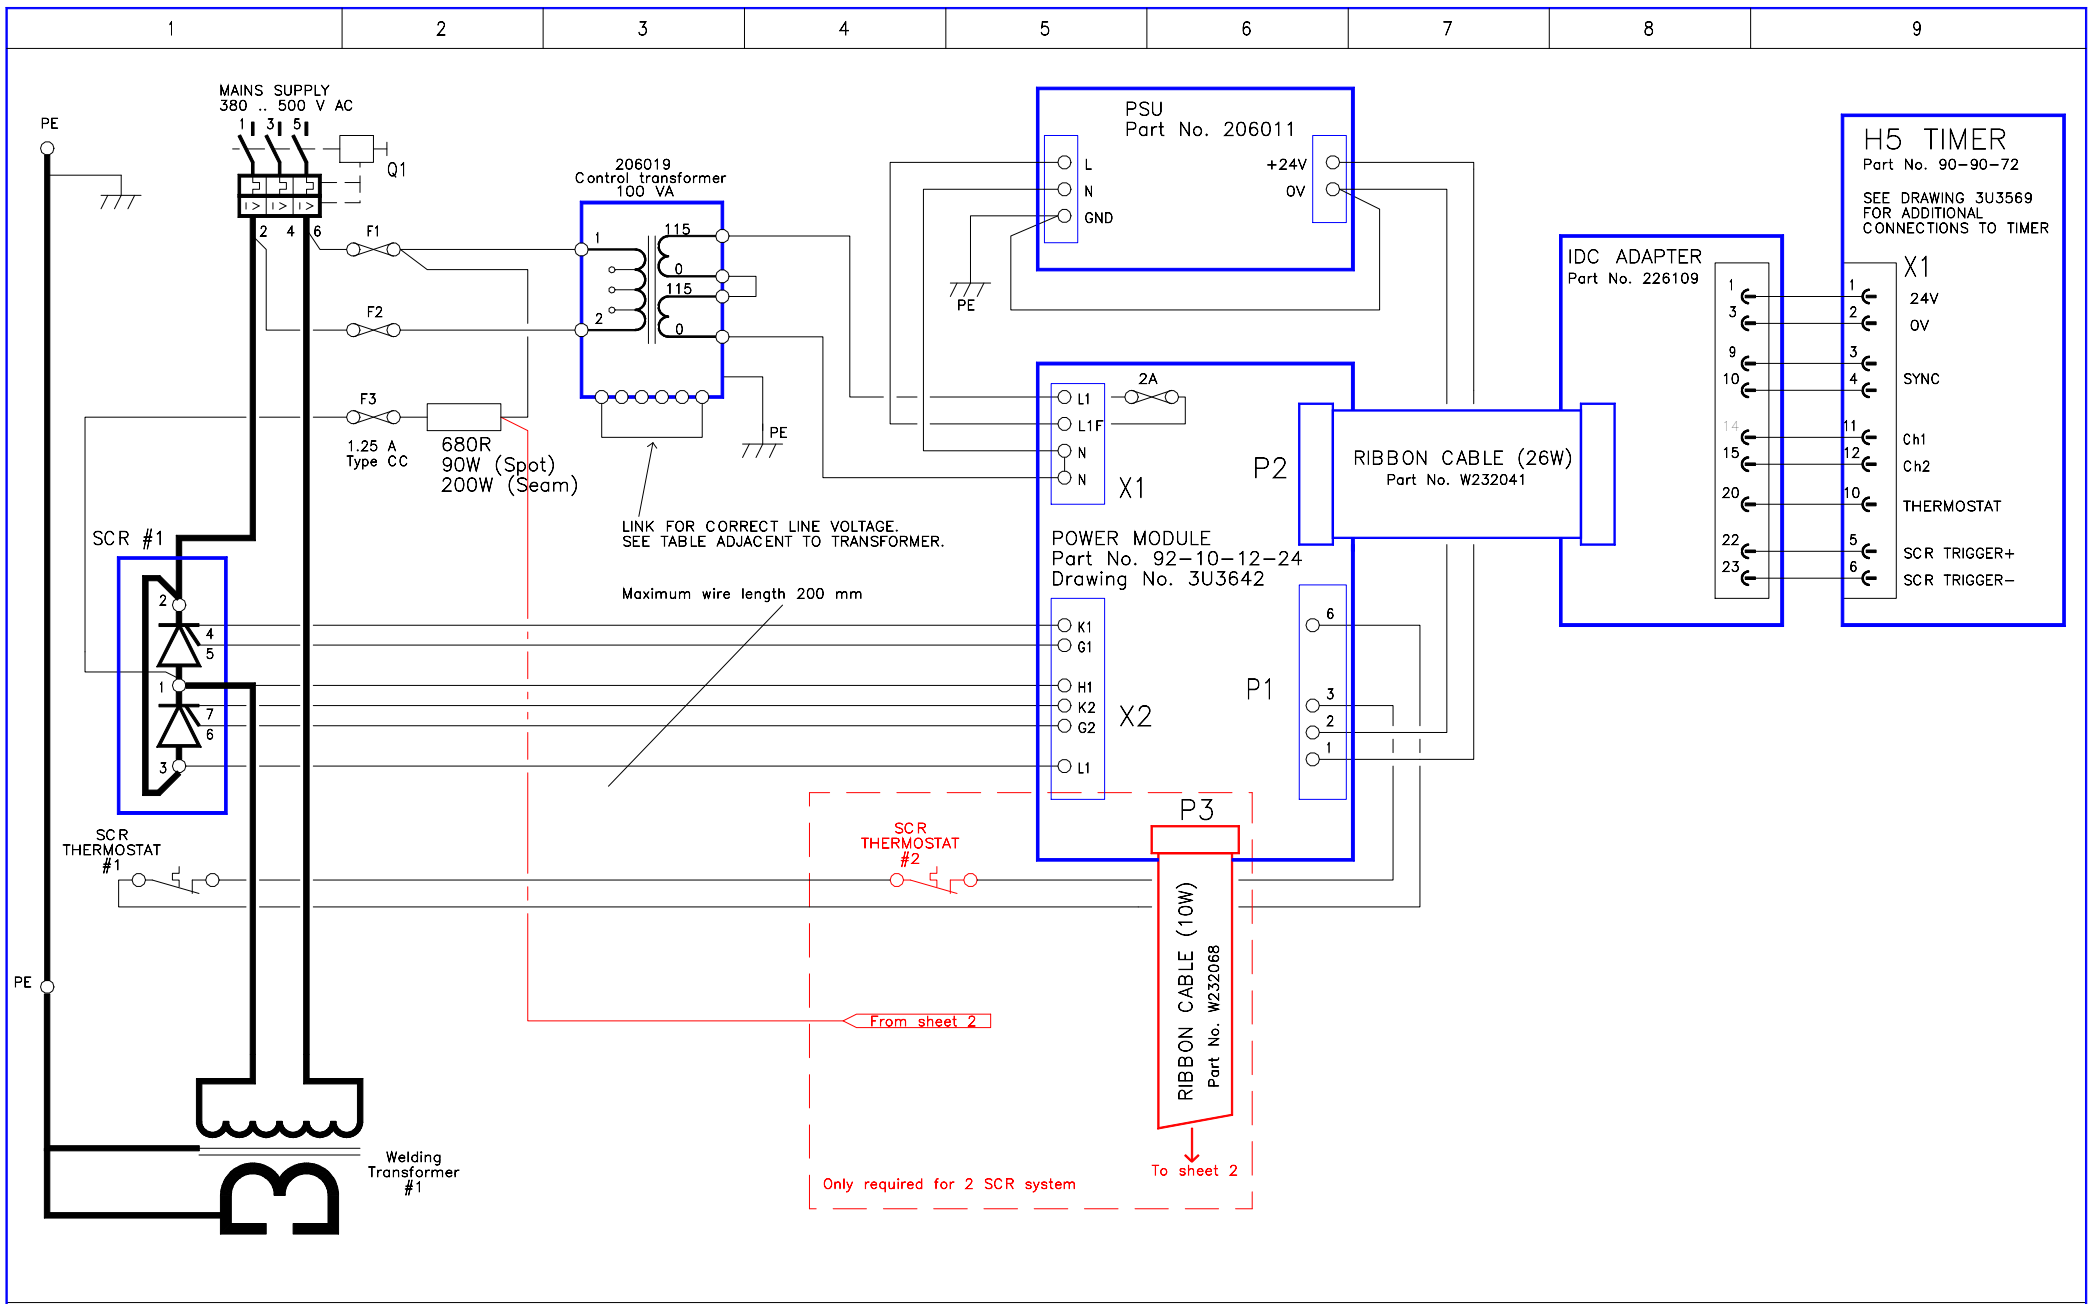 1 2 3 4 5 6 7 8 9
MAINS SUPPLY
380 .. 500 V AC
1 3 5
Q1
PE
I> I> I>
2 4 6
F1
F2
F3
1.25 A
Type CC
680R
90W (Spot)
200W (Seam)
206019
Control transformer
100 VA
1
2
115
0
115
0
PE
LINK FOR CORRECT LINE VOLTAGE.
SEE TABLE ADJACENT TO TRANSFORMER.
Maximum wire length 200 mm
PSU
Part No. 206011
L
N
GND
+24V
0V
PE
2A
L1
L1F
N
N
X1
POWER MODULE
Part No. 92-10-12-24
Drawing No. 3U3642
K1
G1
H1
K2
G2
L1
X2
P2
P1
6
3
2
1
P3
RIBBON CABLE (26W)
Part No. W232041
IDC ADAPTER
Part No. 226109
1
3
9
10
14
15
20
22
23
H5 TIMER
Part No. 90-90-72
SEE DRAWING 3U3569
FOR ADDITIONAL
CONNECTIONS TO TIMER
X1
1 24V
2 0V
3
4
SYNC
11 Ch1
12 Ch2
10 THERMOSTAT
5 SCR TRIGGER+
6 SCR TRIGGER-
SCR #1
2
4
5
1
7
6
3
SCR
THERMOSTAT
#1
SCR
THERMOSTAT
#2
RIBBON CABLE (10W)
Part No. W232068
From sheet 2
To sheet 2
Only required for 2 SCR system
PE
Welding
Transformer
#1